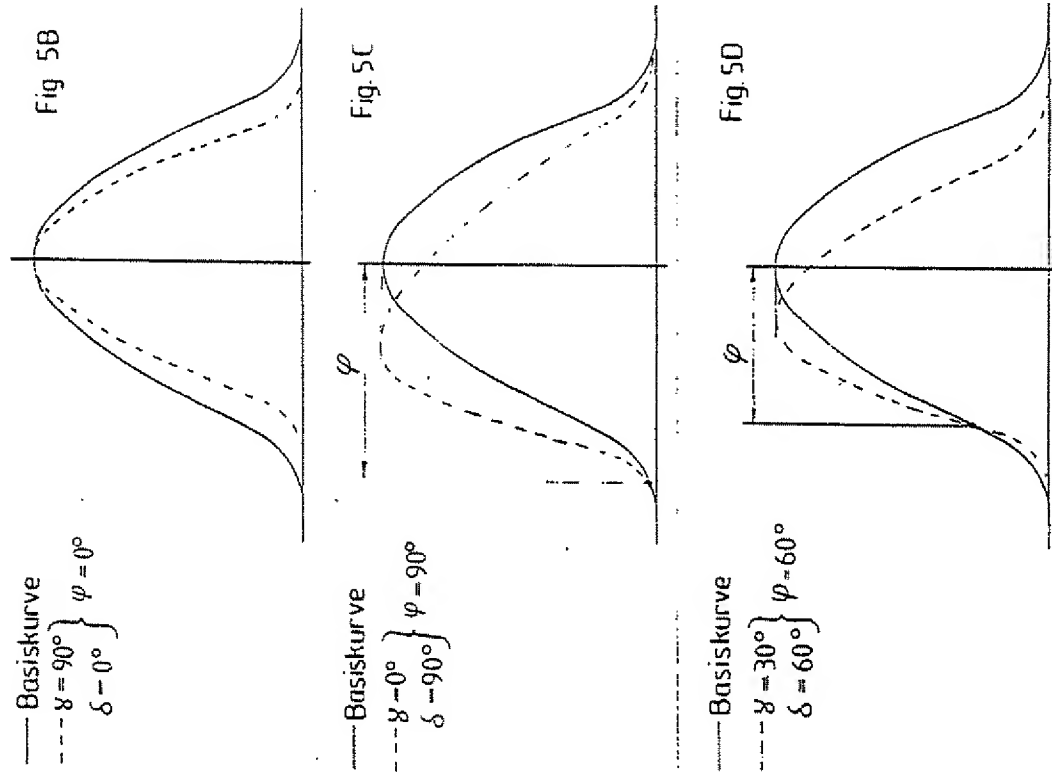 Fig 5B
— Basiskurve
--- γ = 90° } φ = 0°
δ – 0°
Fig. 5C
φ
— Basiskurve
--- γ – 0° } φ = 90°
δ – 90°
Fig. 5D
φ
— Basiskurve
--- γ = 30° } φ = 60°
δ = 60°